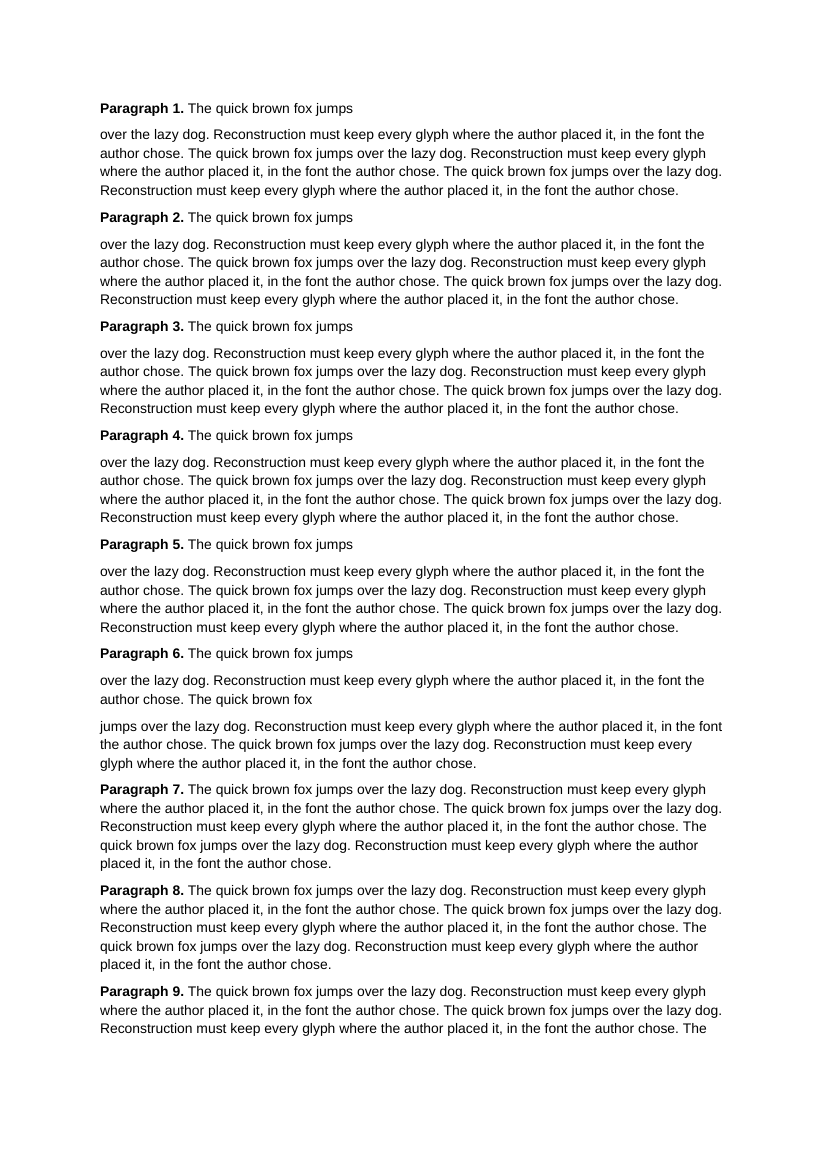 Paragraph 1. The quick brown fox jumps
over the lazy dog. Reconstruction must keep every glyph where the author placed it, in the font the
author chose. The quick brown fox jumps over the lazy dog. Reconstruction must keep every glyph
where the author placed it, in the font the author chose. The quick brown fox jumps over the lazy dog.
Reconstruction must keep every glyph where the author placed it, in the font the author chose.
Paragraph 2. The quick brown fox jumps
over the lazy dog. Reconstruction must keep every glyph where the author placed it, in the font the
author chose. The quick brown fox jumps over the lazy dog. Reconstruction must keep every glyph
where the author placed it, in the font the author chose. The quick brown fox jumps over the lazy dog.
Reconstruction must keep every glyph where the author placed it, in the font the author chose.
Paragraph 3. The quick brown fox jumps
over the lazy dog. Reconstruction must keep every glyph where the author placed it, in the font the
author chose. The quick brown fox jumps over the lazy dog. Reconstruction must keep every glyph
where the author placed it, in the font the author chose. The quick brown fox jumps over the lazy dog.
Reconstruction must keep every glyph where the author placed it, in the font the author chose.
Paragraph 4. The quick brown fox jumps
over the lazy dog. Reconstruction must keep every glyph where the author placed it, in the font the
author chose. The quick brown fox jumps over the lazy dog. Reconstruction must keep every glyph
where the author placed it, in the font the author chose. The quick brown fox jumps over the lazy dog.
Reconstruction must keep every glyph where the author placed it, in the font the author chose.
Paragraph 5. The quick brown fox jumps
over the lazy dog. Reconstruction must keep every glyph where the author placed it, in the font the
author chose. The quick brown fox jumps over the lazy dog. Reconstruction must keep every glyph
where the author placed it, in the font the author chose. The quick brown fox jumps over the lazy dog.
Reconstruction must keep every glyph where the author placed it, in the font the author chose.
Paragraph 6. The quick brown fox jumps
over the lazy dog. Reconstruction must keep every glyph where the author placed it, in the font the
author chose. The quick brown fox
jumps over the lazy dog. Reconstruction must keep every glyph where the author placed it, in the font
the author chose. The quick brown fox jumps over the lazy dog. Reconstruction must keep every
glyph where the author placed it, in the font the author chose.
Paragraph 7. The quick brown fox jumps over the lazy dog. Reconstruction must keep every glyph
where the author placed it, in the font the author chose. The quick brown fox jumps over the lazy dog.
Reconstruction must keep every glyph where the author placed it, in the font the author chose. The
quick brown fox jumps over the lazy dog. Reconstruction must keep every glyph where the author
placed it, in the font the author chose.
Paragraph 8. The quick brown fox jumps over the lazy dog. Reconstruction must keep every glyph
where the author placed it, in the font the author chose. The quick brown fox jumps over the lazy dog.
Reconstruction must keep every glyph where the author placed it, in the font the author chose. The
quick brown fox jumps over the lazy dog. Reconstruction must keep every glyph where the author
placed it, in the font the author chose.
Paragraph 9. The quick brown fox jumps over the lazy dog. Reconstruction must keep every glyph
where the author placed it, in the font the author chose. The quick brown fox jumps over the lazy dog.
Reconstruction must keep every glyph where the author placed it, in the font the author chose. The